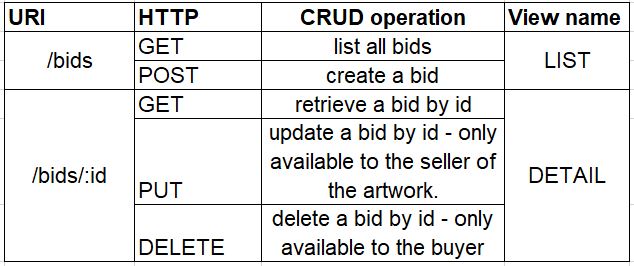 URI HTTP CRUD operation View name
/bids GET list all bids LIST
POST create a bid
/bids/:id GET retrieve a bid by id DETAIL
PUT update a bid by id - only
available to the seller of
the artwork.
DELETE delete a bid by id - only
available to the buyer